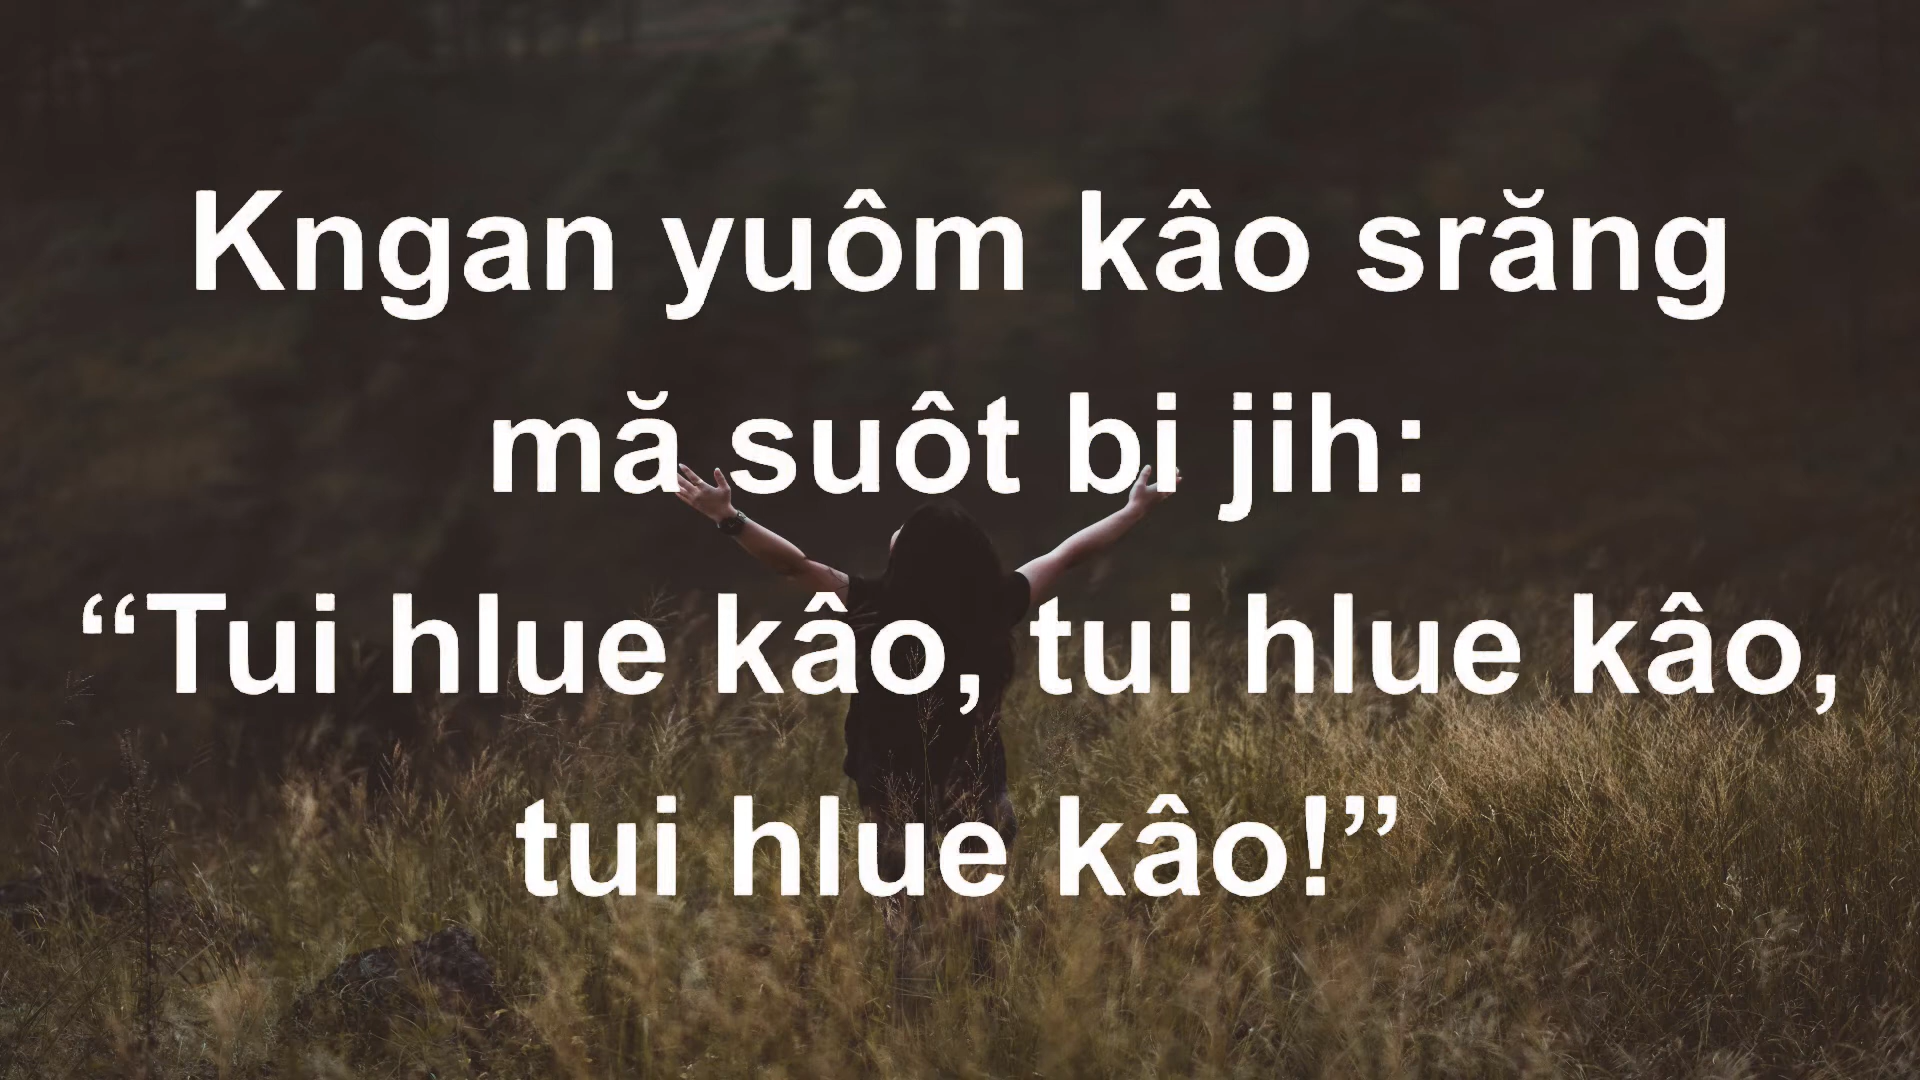 Kngan yuôm kâo srăng
mă suôt bi jih:
“Tui hlue kâo, tui hlue kâo,
tui hlue kâo!”